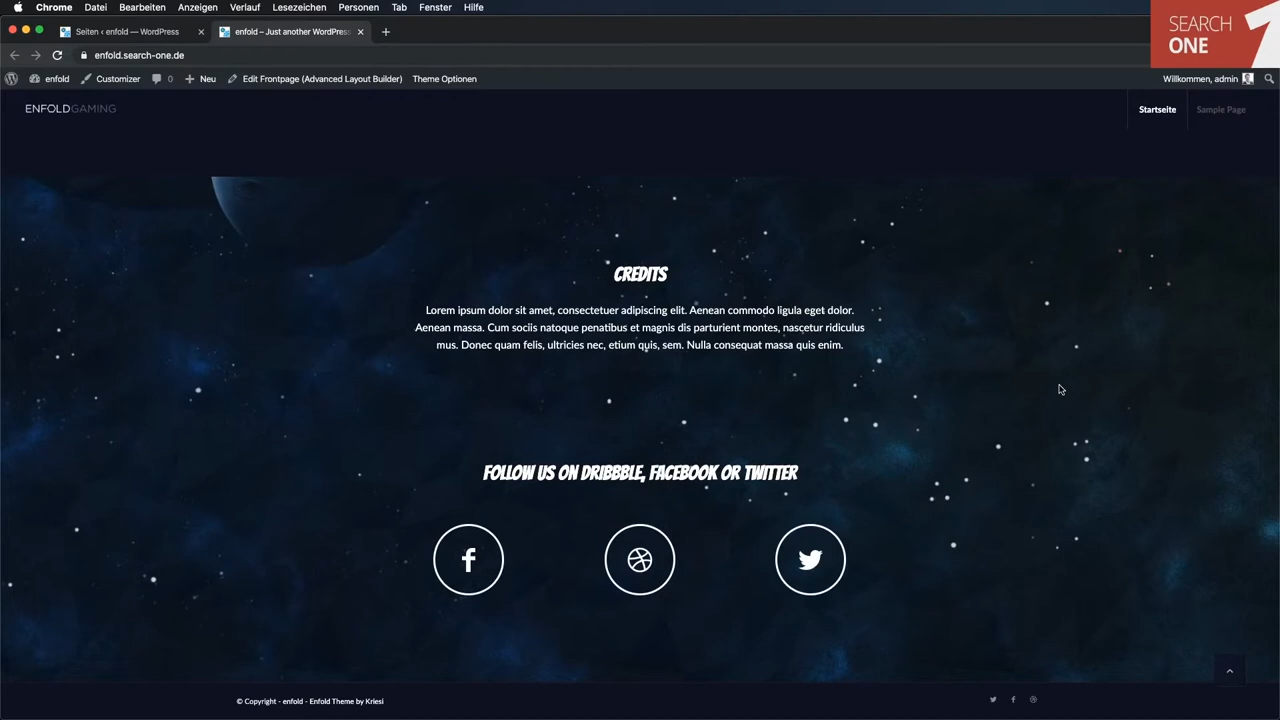 Chrome Datei Bearbeiten Anzeigen Verlauf Lesezeichen Personen Tab Fenster Hilfe
SEARCH
ONE
Seiten ‹ enfold — WordPress
enfold – Just another WordPress
enfold.search-one.de
enfold Customizer 0 Neu Edit Frontpage (Advanced Layout Builder) Theme Optionen Willkommen, admin
ENFOLDGAMING
Startseite Sample Page
CREDITS
Lorem ipsum dolor sit amet, consectetuer adipiscing elit. Aenean commodo ligula eget dolor.
Aenean massa. Cum sociis natoque penatibus et magnis dis parturient montes, nascetur ridiculus
mus. Donec quam felis, ultricies nec, etium quis, sem. Nulla consequat massa quis enim.
FOLLOW US ON DRIBBBLE, FACEBOOK OR TWITTER
© Copyright - enfold - Enfold Theme by Kriesi